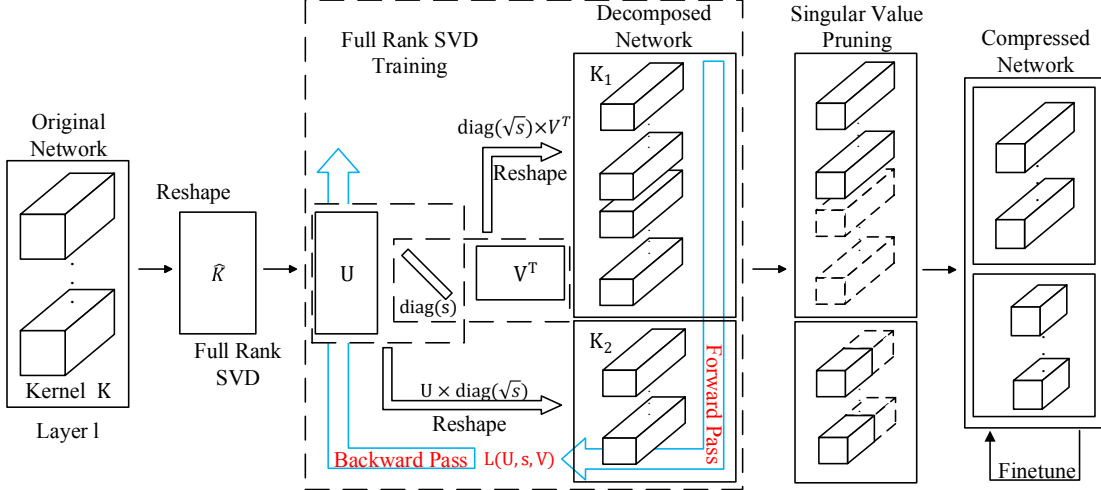 Original
Network
Kernel K
Layer l
Reshape
K̂
Full Rank
SVD
Full Rank SVD
Training
U
diag(s)
V^T
diag(√s)×V^T
Reshape
U × diag(√s)
Reshape
Backward Pass
L(U, s, V)
Decomposed
Network
K₁
K₂
Forward Pass
Singular Value
Pruning
Compressed
Network
Finetune